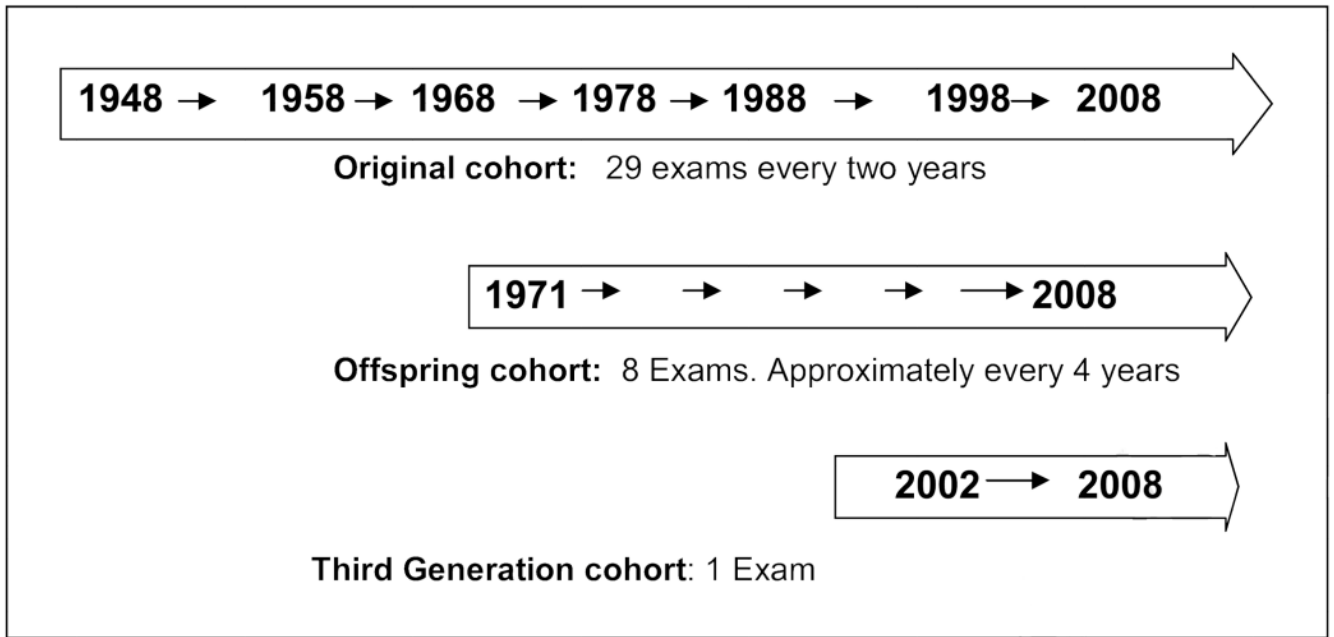 1948 → 1958 → 1968 → 1978 → 1988 → 1998 → 2008
Original cohort: 29 exams every two years
1971 → → → → → 2008
Offspring cohort: 8 Exams. Approximately every 4 years
2002 → 2008
Third Generation cohort: 1 Exam